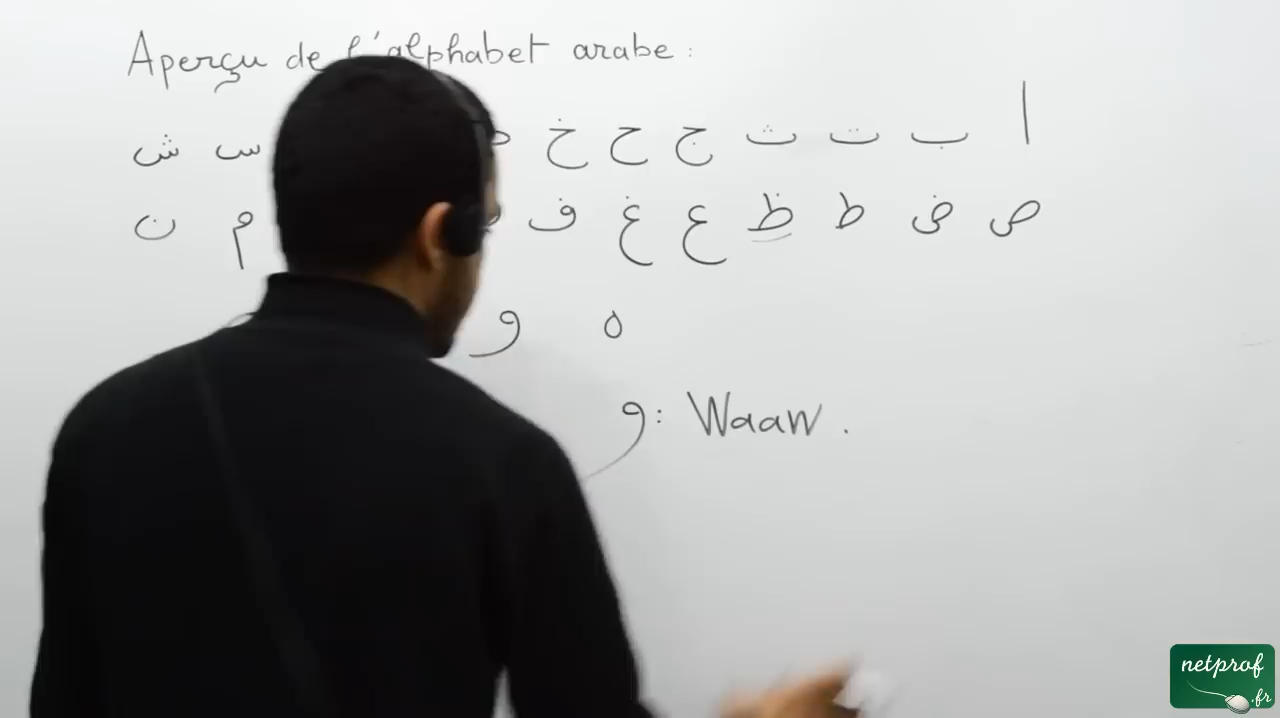 Aperçu de l'alphabet arabe :
ا ب ت ث ج ح خ س ش
ص ض ط ظ ع غ ف م ن
ه و
و: Waaw.
netprof
.fr